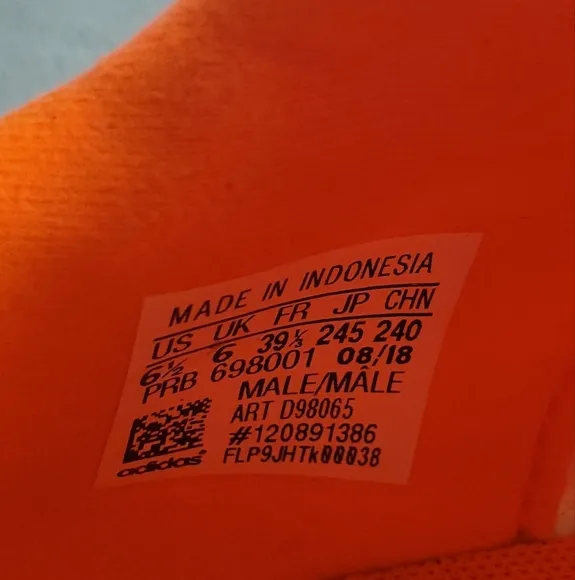 MADE IN INDONESIA
US UK FR JP CHN
6½ 6 39⅓ 245 240
PRB 698001 08/18
MALE/MÂLE
ART D98065
#120891386
FLP9JHTk00038
adidas